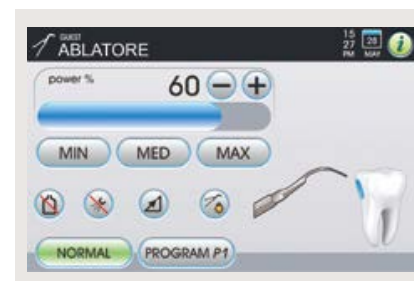 GUEST
ABLATORE
15
27
PM
28
MAY
i
power %
60
MIN MED MAX
NORMAL PROGRAM P1